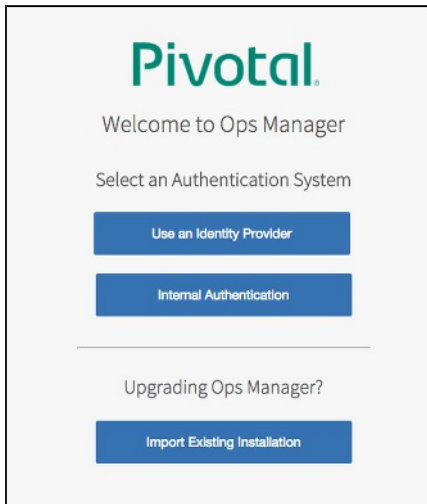 Pivotal.
Welcome to Ops Manager
Select an Authentication System
Use an Identity Provider
Internal Authentication
Upgrading Ops Manager?
Import Existing Installation